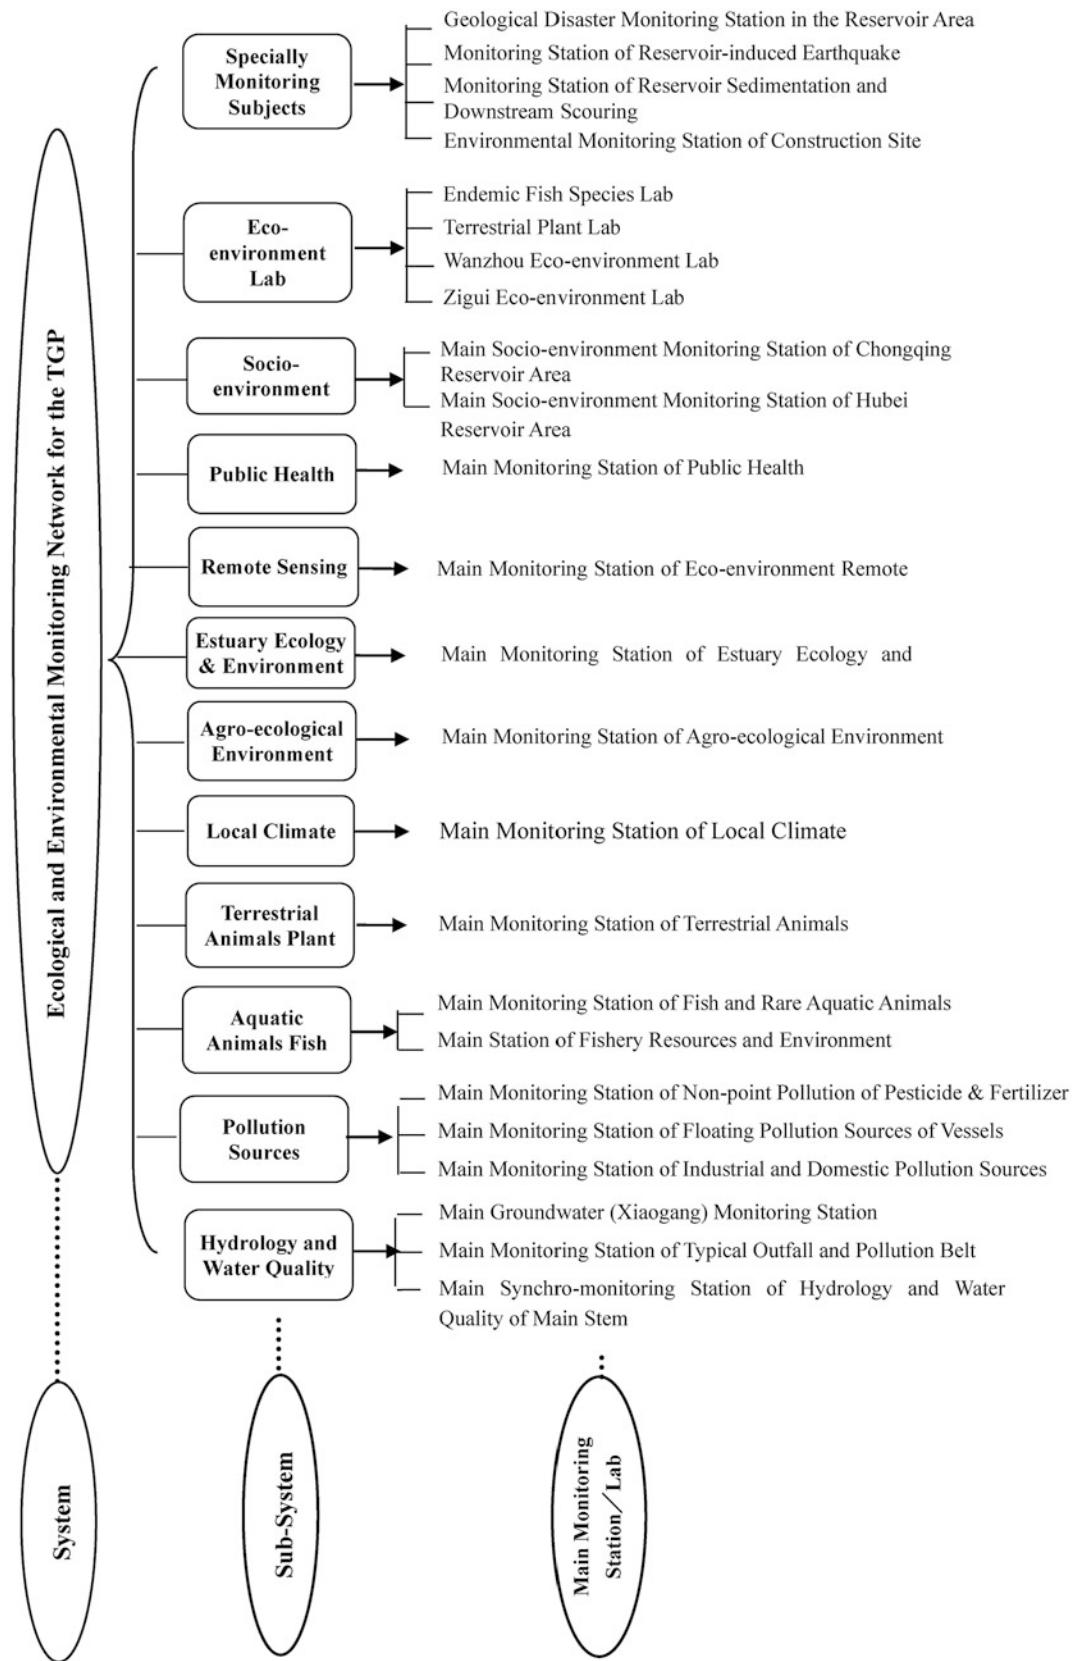 Ecological and Environmental Monitoring Network for the TGP
Specially
Monitoring
Subjects
Geological Disaster Monitoring Station in the Reservoir Area
Monitoring Station of Reservoir-induced Earthquake
Monitoring Station of Reservoir Sedimentation and
Downstream Scouring
Environmental Monitoring Station of Construction Site
Eco-
environment
Lab
Endemic Fish Species Lab
Terrestrial Plant Lab
Wanzhou Eco-environment Lab
Zigui Eco-environment Lab
Socio-
environment
Main Socio-environment Monitoring Station of Chongqing
Reservoir Area
Main Socio-environment Monitoring Station of Hubei
Reservoir Area
Public Health
Main Monitoring Station of Public Health
Remote Sensing
Main Monitoring Station of Eco-environment Remote
Estuary Ecology
& Environment
Main Monitoring Station of Estuary Ecology and
Agro-ecological
Environment
Main Monitoring Station of Agro-ecological Environment
Local Climate
Main Monitoring Station of Local Climate
Terrestrial
Animals Plant
Main Monitoring Station of Terrestrial Animals
Aquatic
Animals Fish
Main Monitoring Station of Fish and Rare Aquatic Animals
Main Station of Fishery Resources and Environment
Pollution
Sources
Main Monitoring Station of Non-point Pollution of Pesticide & Fertilizer
Main Monitoring Station of Floating Pollution Sources of Vessels
Main Monitoring Station of Industrial and Domestic Pollution Sources
Hydrology and
Water Quality
Main Groundwater (Xiaogang) Monitoring Station
Main Monitoring Station of Typical Outfall and Pollution Belt
Main Synchro-monitoring Station of Hydrology and Water
Quality of Main Stem
System
Sub-System
Main Monitoring
Station/Lab